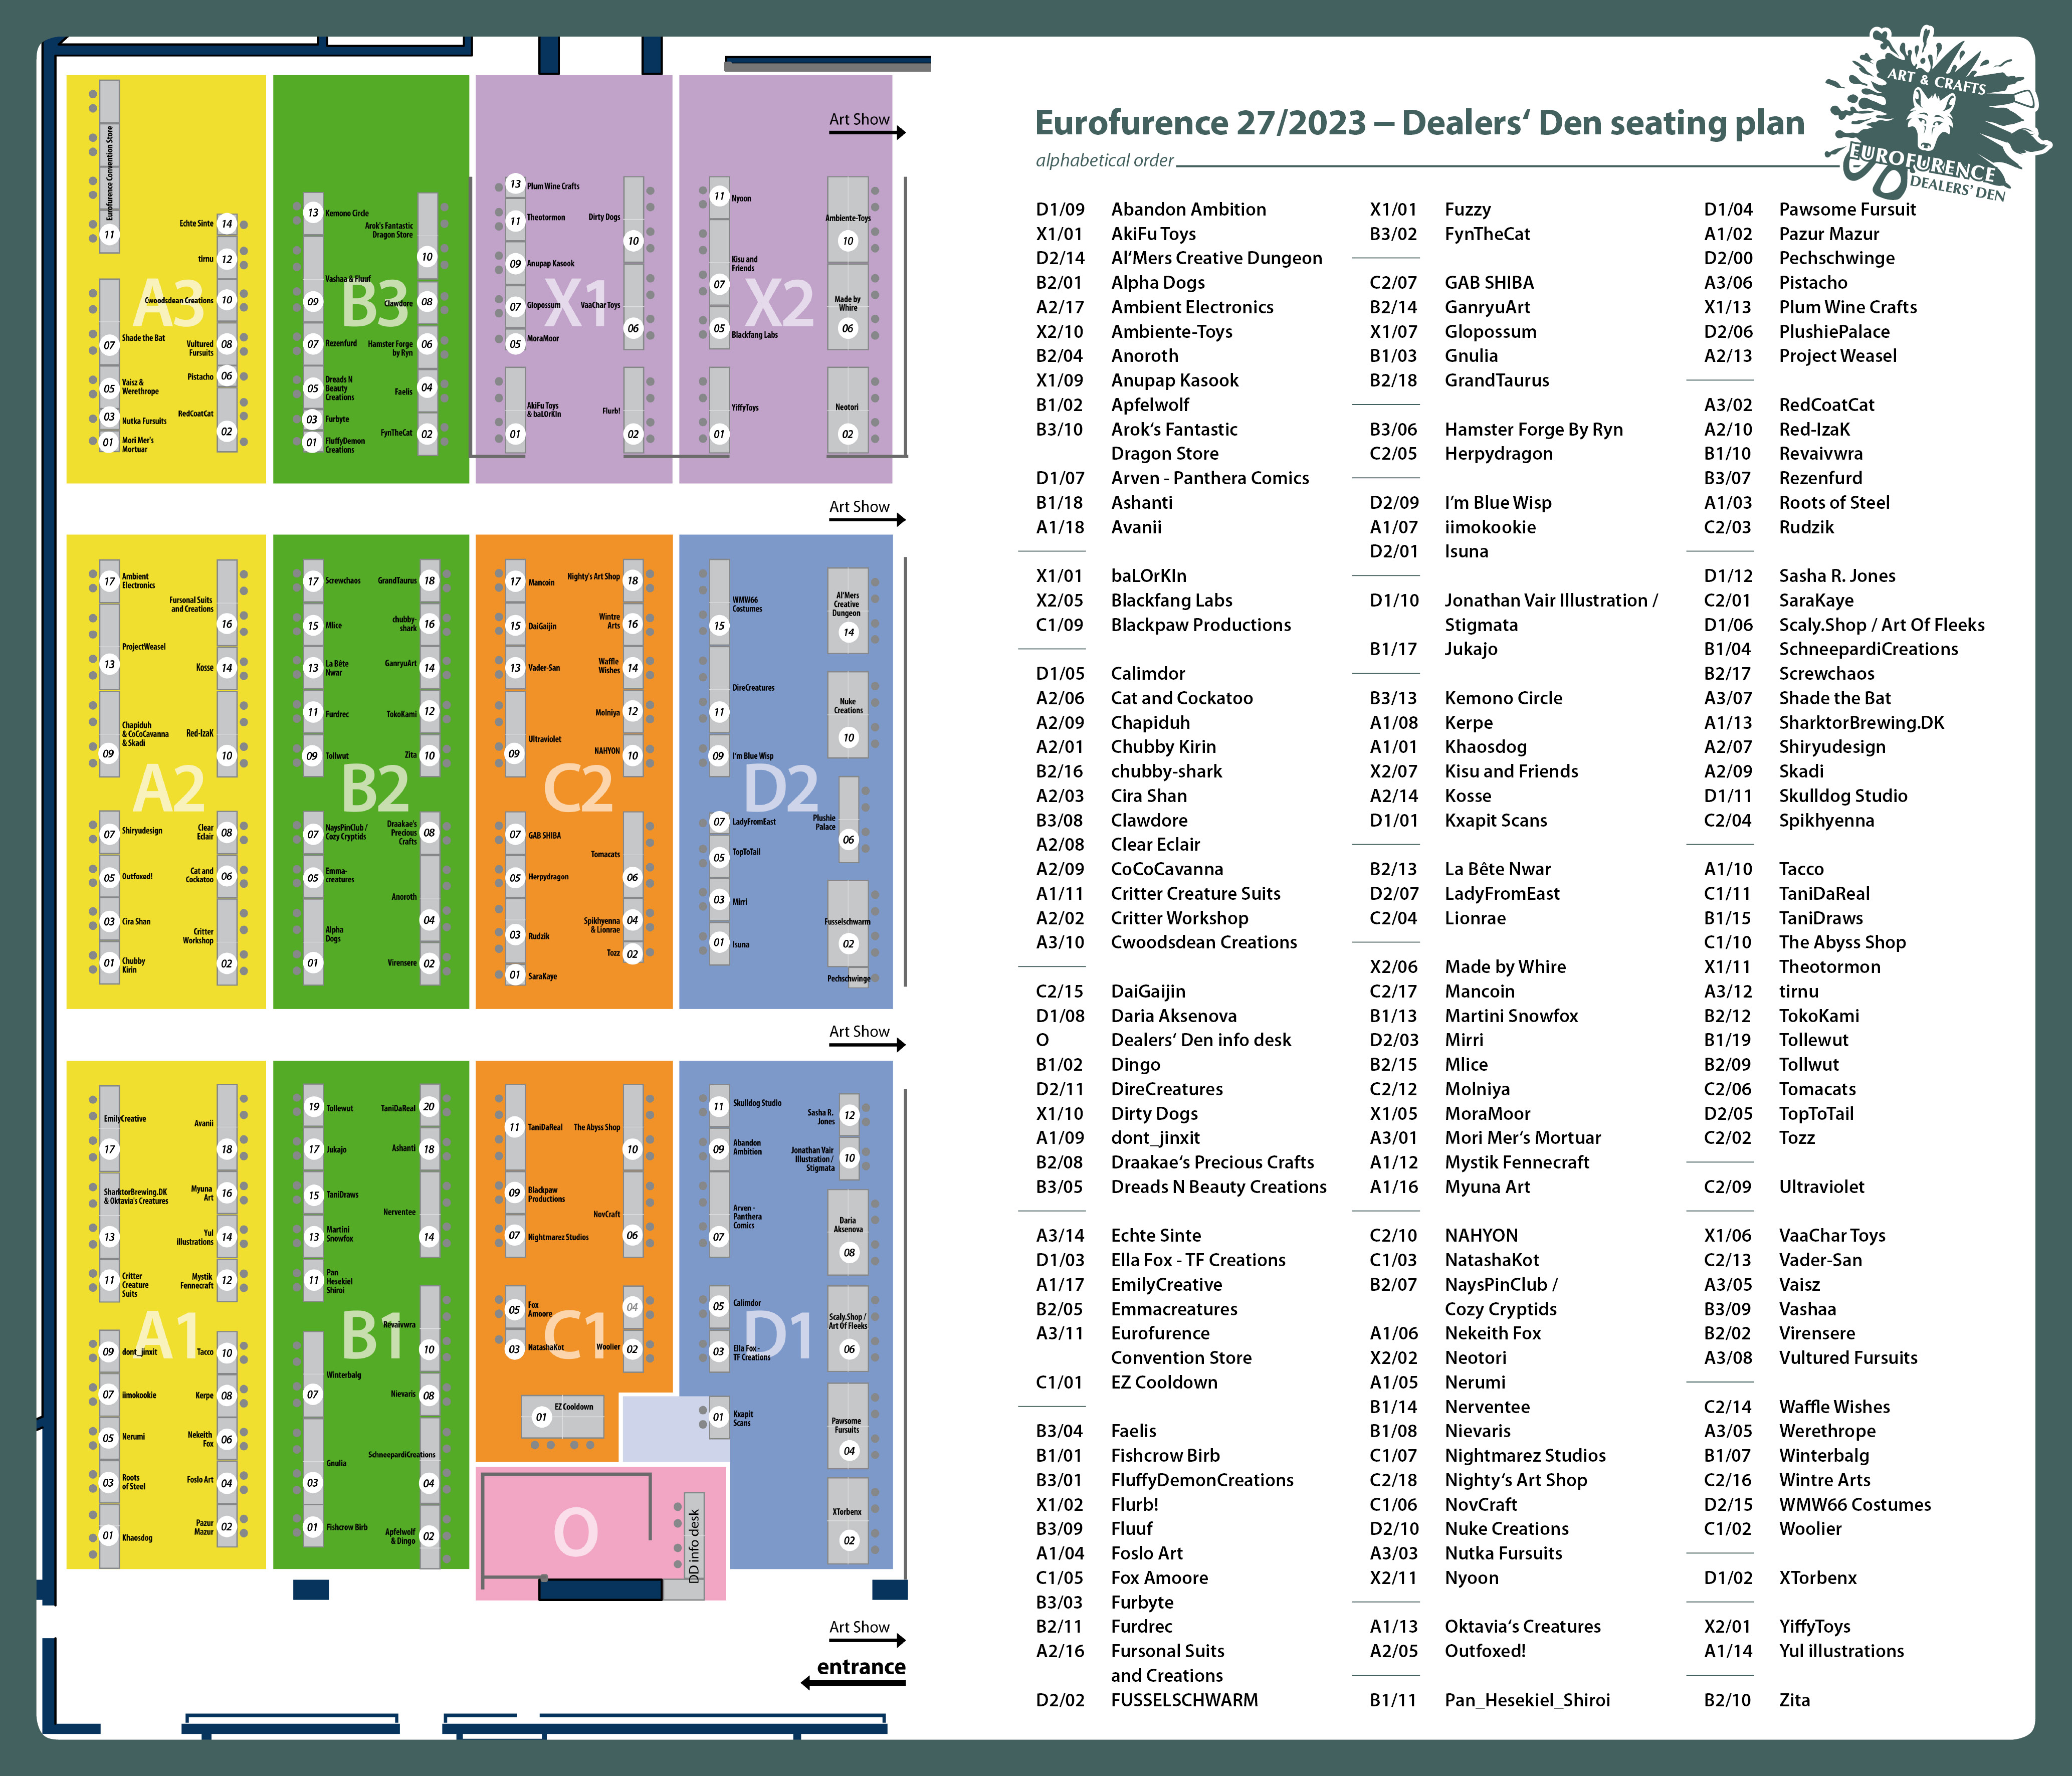 Art Show
Eurofurence Convention Store
11
Echte Sinte
14
tirnu
12
Cwoodsdean Creations
10
A3
Shade the Bat
07
Vultured
Fursuits
08
Pistacho
06
Vaisz &
Werethrope
05
RedCoatCat
02
03
Nutka Fursuits
01
Mori Mer's
Mortuar
13
Kemono Circle
Arok's Fantastic
Dragon Store
10
Vashaa & Fluuf
09
B3
Clawdore
08
07
Rezenfurd
Hamster Forge
by Ryn
06
05
Dreads N
Beauty
Creations
Faelis
04
03
Furbyte
FynTheCat
02
01
FluffyDemon
Creations
13
Plum Wine Crafts
11
Theotormon
Dirty Dogs
10
09
Anupap Kasook
X1
07
Glopossum
VaaChar Toys
06
05
MoraMoor
AkiFu Toys
& baLOrKIn
01
Flurb!
02
11
Nyoon
Ambiente-Toys
10
Kisu and
Friends
07
X2
Made by
Whire
06
05
Blackfang Labs
YiffyToys
01
Neotori
02
Art Show
17
Ambient
Electronics
Fursonal Suits
and Creations
16
ProjectWeasel
13
Kosse
14
Chapiduh
& CoCoCavanna
& Skadi
09
Red-IzaK
10
A2
07
Shiryudesign
Clear
Eclair
08
05
Outfoxed!
Cat and
Cockatoo
06
03
Cira Shan
Critter
Workshop
02
01
Chubby
Kirin
17
Screwchaos
GrandTaurus
18
15
Mlice
chubby-
shark
16
13
La Bête
Nwar
GanryuArt
14
11
Furdrec
TokoKami
12
09
Tollwut
Zita
10
B2
07
NaysPinClub /
Cozy Cryptids
Draakae's
Precious
Crafts
08
05
Emma-
creatures
Anoroth
04
Alpha
Dogs
01
Virensere
02
17
Mancoin
Nighty's Art Shop
18
15
DaiGaijin
Wintre
Arts
16
13
Vader-San
Waffle
Wishes
14
Molniya
12
Ultraviolet
09
NAHYON
10
C2
07
GAB SHIBA
Tomacats
06
05
Herpydragon
Spikhyenna
& Lionrae
04
03
Rudzik
Tozz
02
01
SaraKaye
WMW66
Costumes
15
Al'Mers
Creative
Dungeon
14
DireCreatures
11
Nuke
Creations
10
09
I'm Blue Wisp
D2
07
LadyFromEast
Plushie
Palace
06
05
TopToTail
03
Mirri
Fusselschwarm
02
01
Isuna
Pechschwinge
Art Show
EmilyCreative
17
Avanii
18
SharktorBrewing.DK
& Oktavia's Creatures
13
Myuna
Art
16
Yul
illustrations
14
11
Critter
Creature
Suits
Mystik
Fennecraft
12
A1
09
dont_jinxit
Tacco
10
07
iimokookie
Kerpe
08
05
Nerumi
Nekeith
Fox
06
03
Roots
of Steel
Foslo Art
04
01
Khaosdog
Pazur
Mazur
02
19
Tollewut
TaniDaReal
20
17
Jukajo
Ashanti
18
15
TaniDraws
Nerventee
14
13
Martini
Snowfox
11
Pan
Hesekiel
Shiroi
B1
Revaivwra
10
Winterbalg
07
Nievaris
08
Gnulia
03
SchneepardiCreations
04
01
Fishcrow Birb
Apfelwolf
& Dingo
02
11
TaniDaReal
The Abyss Shop
10
09
Blackpaw
Productions
NovCraft
06
07
Nightmarez Studios
05
Fox
Amoore
04
C1
03
NatashaKot
Woolier
02
01
EZ Cooldown
11
Skulldog Studio
Sasha R.
Jones
12
09
Abandon
Ambition
Jonathan Vair
Illustration /
Stigmata
10
Arven -
Panthera
Comics
07
Daria
Aksenova
08
05
Calimdor
D1
Scaly.Shop /
Art Of Fleeks
06
03
Ella Fox -
TF Creations
01
Kxapit
Scans
Pawsome
Fursuits
04
XTorbenx
02
O
DD info desk
Art Show
entrance
Eurofurence 27/2023 – Dealers‘ Den seating plan
alphabetical order
ART & CRAFTS
EUROFURENCE
DEALERS' DEN
D1/09 Abandon Ambition
X1/01 AkiFu Toys
D2/14 Al‘Mers Creative Dungeon
B2/01 Alpha Dogs
A2/17 Ambient Electronics
X2/10 Ambiente-Toys
B2/04 Anoroth
X1/09 Anupap Kasook
B1/02 Apfelwolf
B3/10 Arok‘s Fantastic
Dragon Store
D1/07 Arven - Panthera Comics
B1/18 Ashanti
A1/18 Avanii
X1/01 baLOrKIn
X2/05 Blackfang Labs
C1/09 Blackpaw Productions
D1/05 Calimdor
A2/06 Cat and Cockatoo
A2/09 Chapiduh
A2/01 Chubby Kirin
B2/16 chubby-shark
A2/03 Cira Shan
B3/08 Clawdore
A2/08 Clear Eclair
A2/09 CoCoCavanna
A1/11 Critter Creature Suits
A2/02 Critter Workshop
A3/10 Cwoodsdean Creations
C2/15 DaiGaijin
D1/08 Daria Aksenova
O Dealers‘ Den info desk
B1/02 Dingo
D2/11 DireCreatures
X1/10 Dirty Dogs
A1/09 dont_jinxit
B2/08 Draakae‘s Precious Crafts
B3/05 Dreads N Beauty Creations
A3/14 Echte Sinte
D1/03 Ella Fox - TF Creations
A1/17 EmilyCreative
B2/05 Emmacreatures
A3/11 Eurofurence
Convention Store
C1/01 EZ Cooldown
B3/04 Faelis
B1/01 Fishcrow Birb
B3/01 FluffyDemonCreations
X1/02 Flurb!
B3/09 Fluuf
A1/04 Foslo Art
C1/05 Fox Amoore
B3/03 Furbyte
B2/11 Furdrec
A2/16 Fursonal Suits
and Creations
D2/02 FUSSELSCHWARM
X1/01 Fuzzy
B3/02 FynTheCat
C2/07 GAB SHIBA
B2/14 GanryuArt
X1/07 Glopossum
B1/03 Gnulia
B2/18 GrandTaurus
B3/06 Hamster Forge By Ryn
C2/05 Herpydragon
D2/09 I‘m Blue Wisp
A1/07 iimokookie
D2/01 Isuna
D1/10 Jonathan Vair Illustration /
Stigmata
B1/17 Jukajo
B3/13 Kemono Circle
A1/08 Kerpe
A1/01 Khaosdog
X2/07 Kisu and Friends
A2/14 Kosse
D1/01 Kxapit Scans
B2/13 La Bête Nwar
D2/07 LadyFromEast
C2/04 Lionrae
X2/06 Made by Whire
C2/17 Mancoin
B1/13 Martini Snowfox
D2/03 Mirri
B2/15 Mlice
C2/12 Molniya
X1/05 MoraMoor
A3/01 Mori Mer‘s Mortuar
A1/12 Mystik Fennecraft
A1/16 Myuna Art
C2/10 NAHYON
C1/03 NatashaKot
B2/07 NaysPinClub /
Cozy Cryptids
A1/06 Nekeith Fox
X2/02 Neotori
A1/05 Nerumi
B1/14 Nerventee
B1/08 Nievaris
C1/07 Nightmarez Studios
C2/18 Nighty‘s Art Shop
C1/06 NovCraft
D2/10 Nuke Creations
A3/03 Nutka Fursuits
X2/11 Nyoon
A1/13 Oktavia‘s Creatures
A2/05 Outfoxed!
B1/11 Pan_Hesekiel_Shiroi
D1/04 Pawsome Fursuit
A1/02 Pazur Mazur
D2/00 Pechschwinge
A3/06 Pistacho
X1/13 Plum Wine Crafts
D2/06 PlushiePalace
A2/13 Project Weasel
A3/02 RedCoatCat
A2/10 Red-IzaK
B1/10 Revaivwra
B3/07 Rezenfurd
A1/03 Roots of Steel
C2/03 Rudzik
D1/12 Sasha R. Jones
C2/01 SaraKaye
D1/06 Scaly.Shop / Art Of Fleeks
B1/04 SchneepardiCreations
B2/17 Screwchaos
A3/07 Shade the Bat
A1/13 SharktorBrewing.DK
A2/07 Shiryudesign
A2/09 Skadi
D1/11 Skulldog Studio
C2/04 Spikhyenna
A1/10 Tacco
C1/11 TaniDaReal
B1/15 TaniDraws
C1/10 The Abyss Shop
X1/11 Theotormon
A3/12 tirnu
B2/12 TokoKami
B1/19 Tollewut
B2/09 Tollwut
C2/06 Tomacats
D2/05 TopToTail
C2/02 Tozz
C2/09 Ultraviolet
X1/06 VaaChar Toys
C2/13 Vader-San
A3/05 Vaisz
B3/09 Vashaa
B2/02 Virensere
A3/08 Vultured Fursuits
C2/14 Waffle Wishes
A3/05 Werethrope
B1/07 Winterbalg
C2/16 Wintre Arts
D2/15 WMW66 Costumes
C1/02 Woolier
D1/02 XTorbenx
X2/01 YiffyToys
A1/14 Yul illustrations
B2/10 Zita